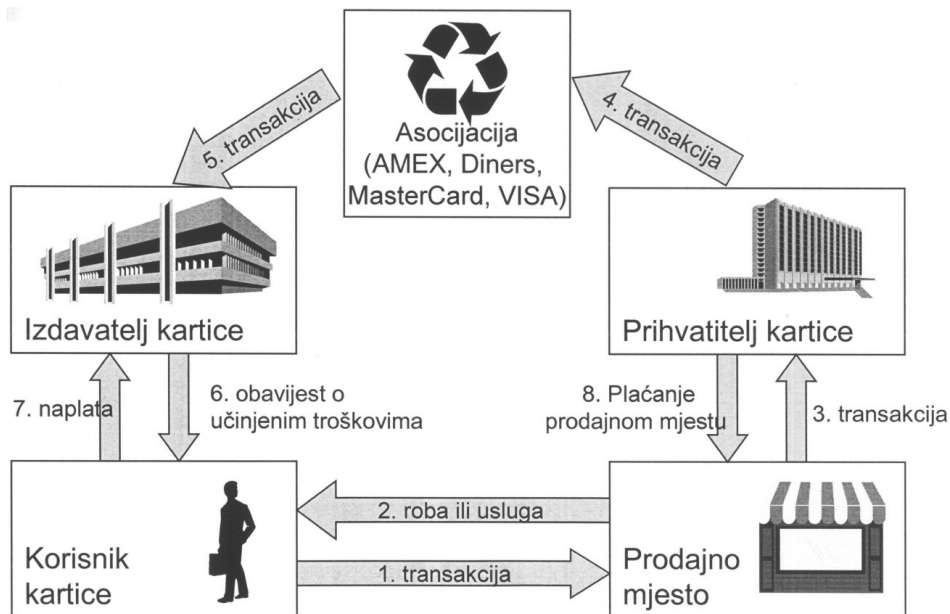 Asocijacija
(AMEX, Diners,
MasterCard, VISA)
5. transakcija
4. transakcija
Izdavatelj kartice
Prihvatitelj kartice
7. naplata
6. obavijest o
učinjenim troškovima
8. Plaćanje
prodajnom mjestu
3. transakcija
2. roba ili usluga
1. transakcija
Korisnik
kartice
Prodajno
mjesto